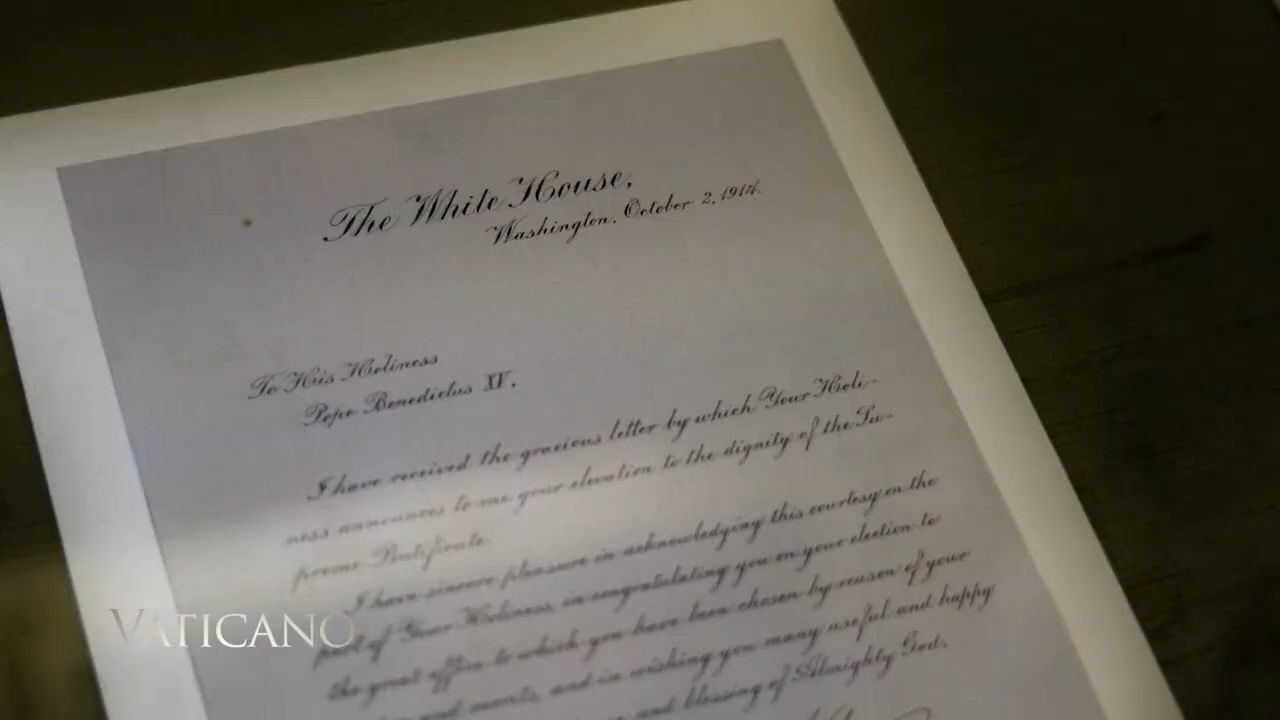 The White House,
Washington, October 2, 1914.
To His Holiness
Pope Benedictus XV.
I have received the gracious letter by which Your Holi-
ness announces to me your elevation to the dignity of the Su-
preme Pontificate.
I have sincere pleasure in acknowledging this courtesy on the
part of Your Holiness, in congratulating you on your election to
the great office to which you have been chosen by reason of your
and merits, and in wishing you many useful and happy
and blessing of Almighty God.
VATICANO